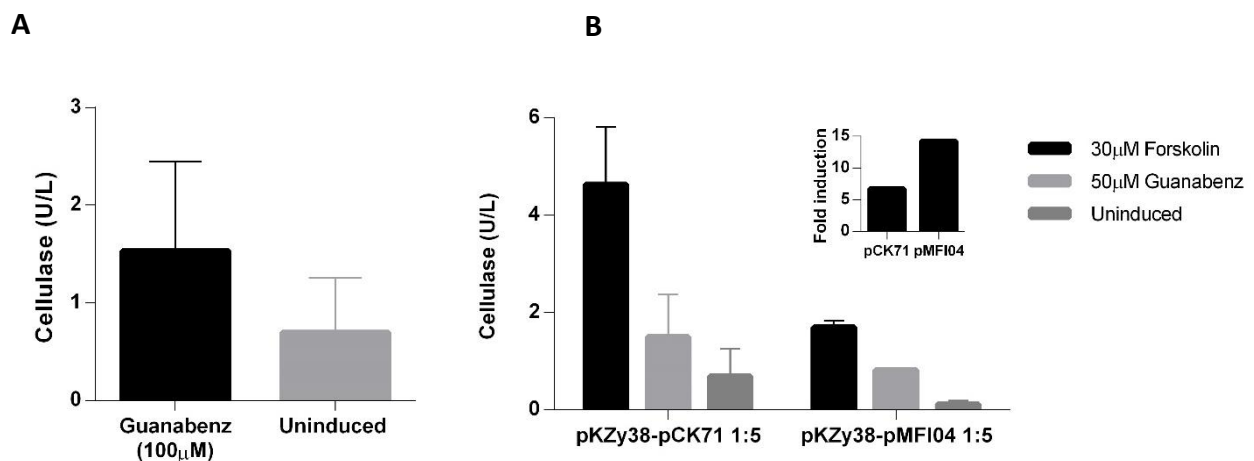 A
B
Cellulase (U/L)
3
2
1
0
Guanabenz
(100μM)
Uninduced
Cellulase (U/L)
6
4
2
0
pKZy38-pCK71 1:5
pKZy38-pMFI04 1:5
Fold induction
15
10
5
0
pCK71
pMFI04
30μM Forskolin
50μM Guanabenz
Uninduced